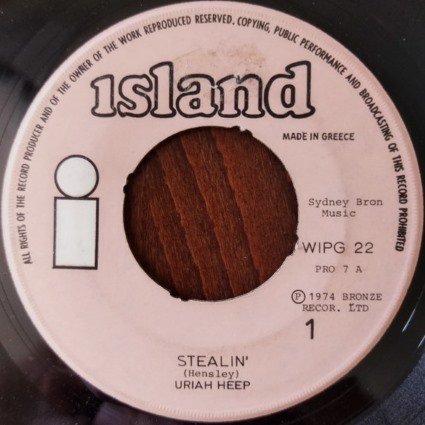 ALL RIGHTS OF THE RECORD PRODUCER AND OF THE OWNER OF THE WORK REPRODUCED RESERVED. COPYING, PUBLIC PERFORMANCE AND BROADCASTING OF THIS RECORD PROHIBITED
island
MADE IN GREECE
i
Sydney Bron
Music
WIPG 22
PRO 7 A
Ⓟ 1974 BRONZE
RECOR. LTD
1
STEALIN'
(Hensley)
URIAH HEEP